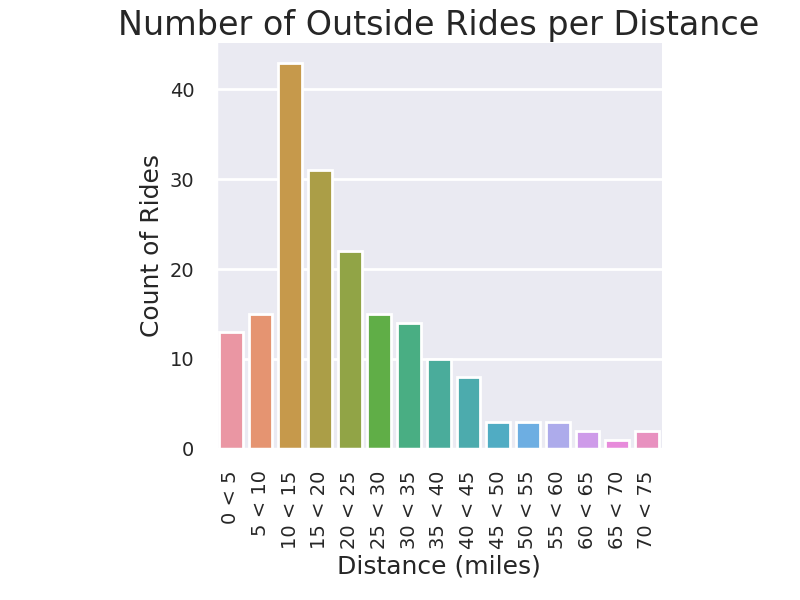 Number of Outside Rides per Distance
Count of Rides
40
30
20
10
0
0 < 5
5 < 10
10 < 15
15 < 20
20 < 25
25 < 30
30 < 35
35 < 40
40 < 45
45 < 50
50 < 55
55 < 60
60 < 65
65 < 70
70 < 75
Distance (miles)